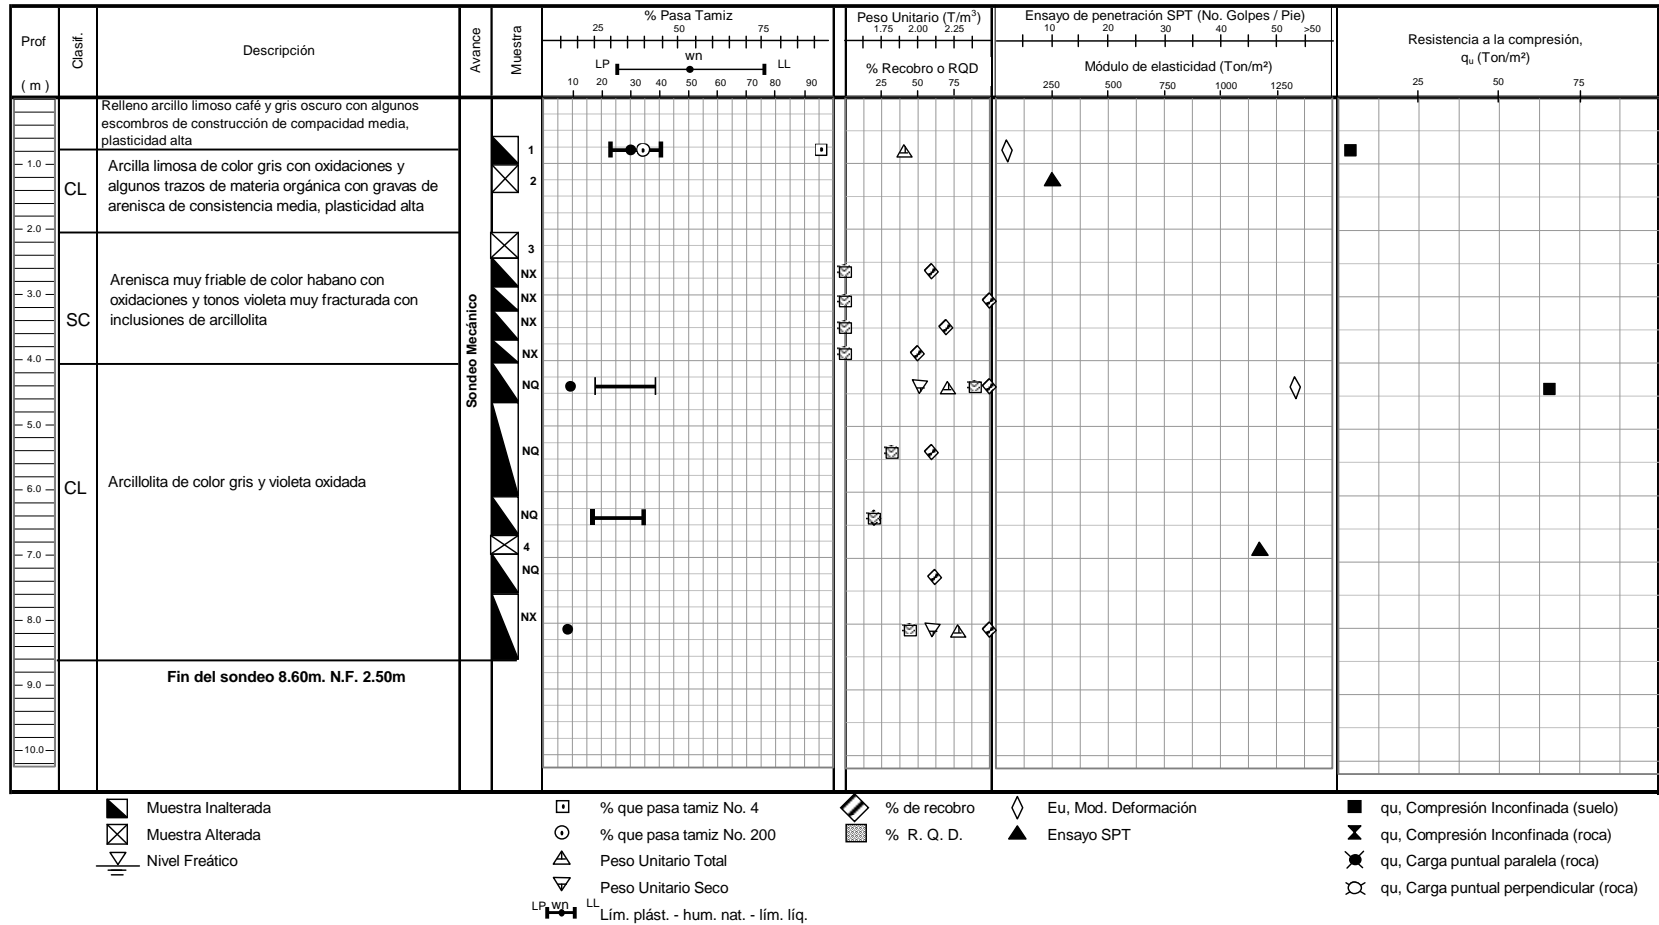 Prof
( m )
Clasif.
Descripción
Avance
Muestra
% Pasa Tamiz
25 50 75
LP wn LL
10 20 30 40 50 60 70 80 90
Peso Unitario (T/m³)
1.75 2.00 2.25
% Recobro o RQD
25 50 75
Ensayo de penetración SPT (No. Golpes / Pie)
10 20 30 40 50 >50
Módulo de elasticidad (Ton/m²)
250 500 750 1000 1250
Resistencia a la compresión,
qu (Ton/m²)
25 50 75
Relleno arcillo limoso café y gris oscuro con algunos
escombros de construcción de compacidad media,
plasticidad alta
1
1.0
CL
Arcilla limosa de color gris con oxidaciones y
algunos trazos de materia orgánica con gravas de
arenisca de consistencia media, plasticidad alta
2
2.0
3
Arenisca muy friable de color habano con
oxidaciones y tonos violeta muy fracturada con
inclusiones de arcillolita
NX
3.0
NX
SC
NX
NX
4.0
Sondeo Mecánico
NQ
5.0
NQ
CL
Arcillolita de color gris y violeta oxidada
6.0
NQ
4
7.0
NQ
NX
8.0
Fin del sondeo 8.60m. N.F. 2.50m
9.0
10.0
Muestra Inalterada
Muestra Alterada
Nivel Freático
% que pasa tamiz No. 4
% que pasa tamiz No. 200
Peso Unitario Total
Peso Unitario Seco
LP wn LL Lím. plást. - hum. nat. - lím. líq.
% de recobro
% R. Q. D.
Eu, Mod. Deformación
Ensayo SPT
qu, Compresión Inconfinada (suelo)
qu, Compresión Inconfinada (roca)
qu, Carga puntual paralela (roca)
qu, Carga puntual perpendicular (roca)